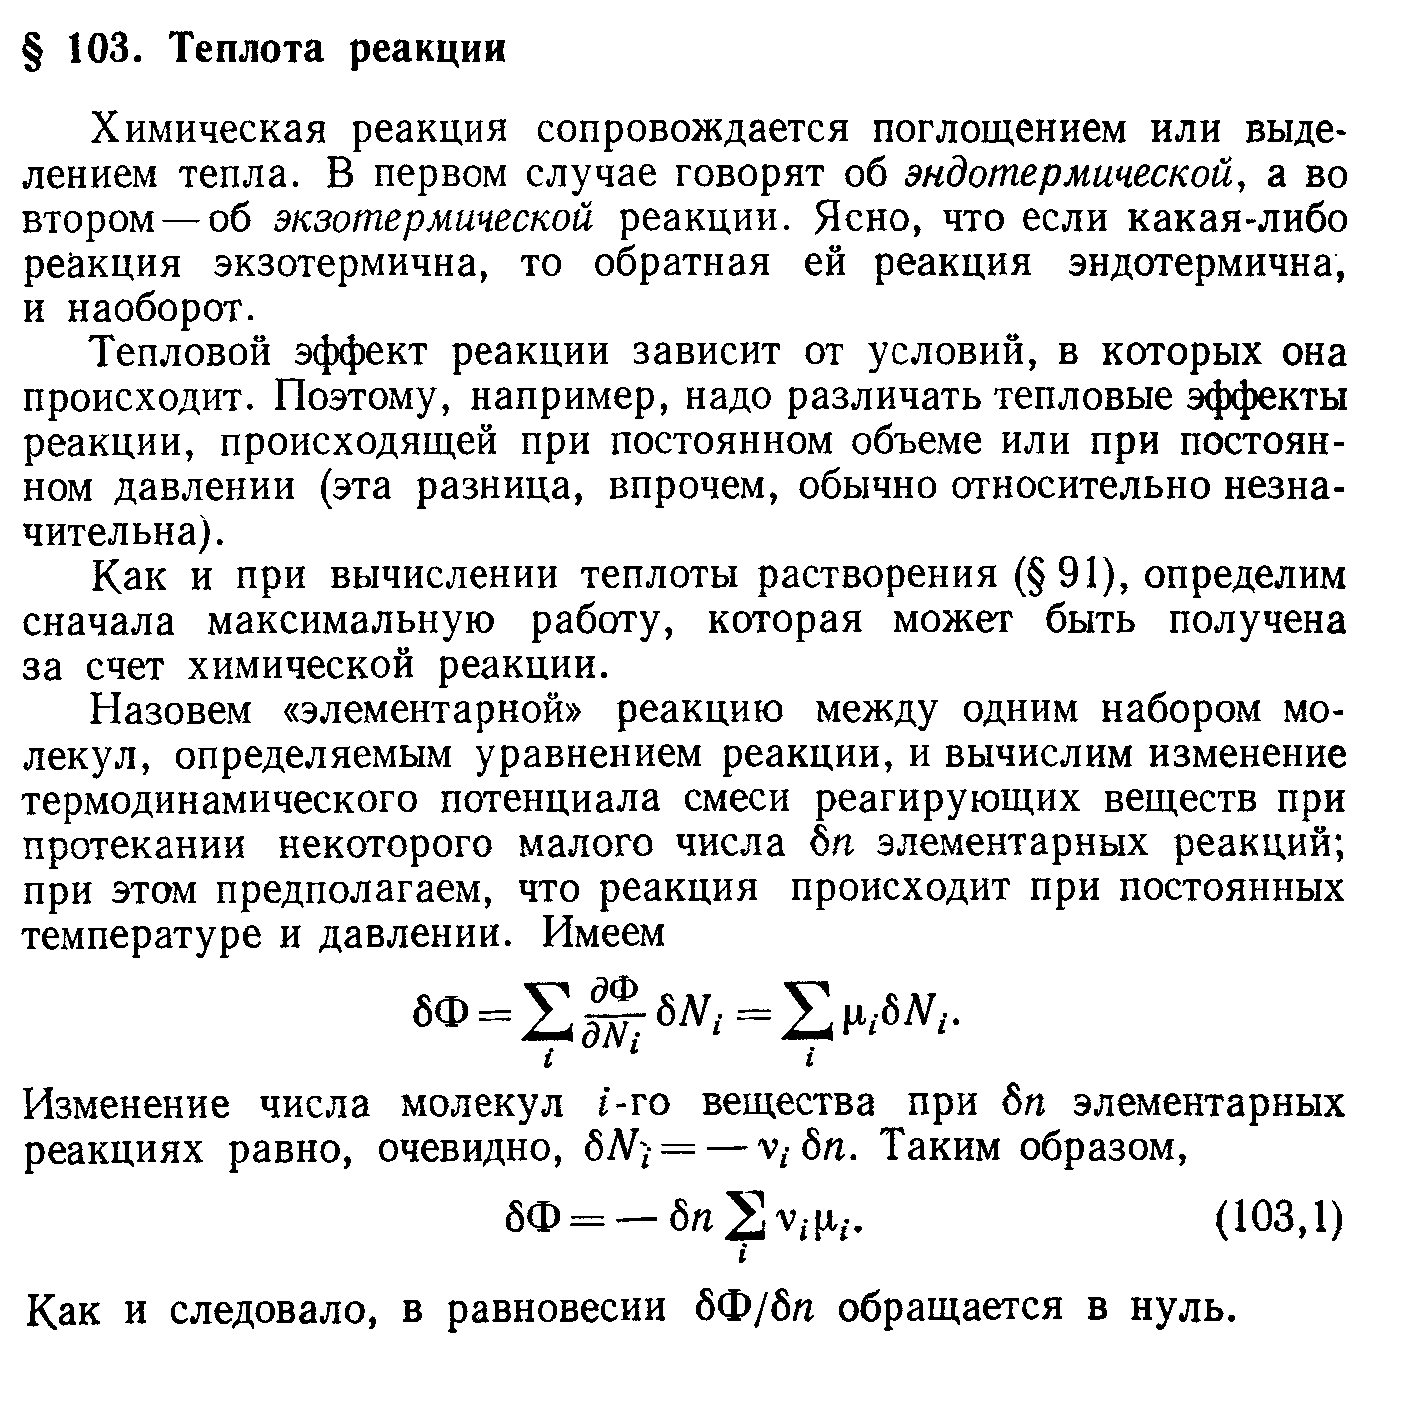 § 103. Теплота реакции
Химическая реакция сопровождается поглощением или выде-
лением тепла. В первом случае говорят об эндотермической, а во
втором — об экзотермической реакции. Ясно, что если какая-либо
реакция экзотермична, то обратная ей реакция эндотермична,
и наоборот.
Тепловой эффект реакции зависит от условий, в которых она
происходит. Поэтому, например, надо различать тепловые эффекты
реакции, происходящей при постоянном объеме или при постоян-
ном давлении (эта разница, впрочем, обычно относительно незна-
чительна).
Как и при вычислении теплоты растворения (§ 91), определим
сначала максимальную работу, которая может быть получена
за счет химической реакции.
Назовем «элементарной» реакцию между одним набором мо-
лекул, определяемым уравнением реакции, и вычислим изменение
термодинамического потенциала смеси реагирующих веществ при
протекании некоторого малого числа δn элементарных реакций;
при этом предполагаем, что реакция происходит при постоянных
температуре и давлении. Имеем
δΦ = ∑_i ∂Φ/∂N_i δN_i = ∑_i μ_i δN_i.
Изменение числа молекул i-го вещества при δn элементарных
реакциях равно, очевидно, δN_i = — ν_i δn. Таким образом,
δΦ = — δn ∑_i ν_i μ_i. (103,1)
Как и следовало, в равновесии δΦ/δn обращается в нуль.